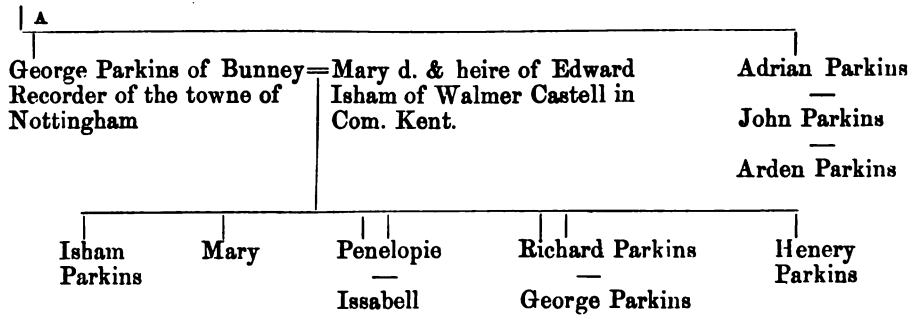 A
George Parkins of Bunney=Mary d. & heire of Edward
Recorder of the towne of Isham of Walmer Castell in
Nottingham Com. Kent.
Adrian Parkins
—
John Parkins
—
Arden Parkins
Isham
Parkins
Mary
Penelopie
—
Issabell
Richard Parkins
—
George Parkins
Henery
Parkins